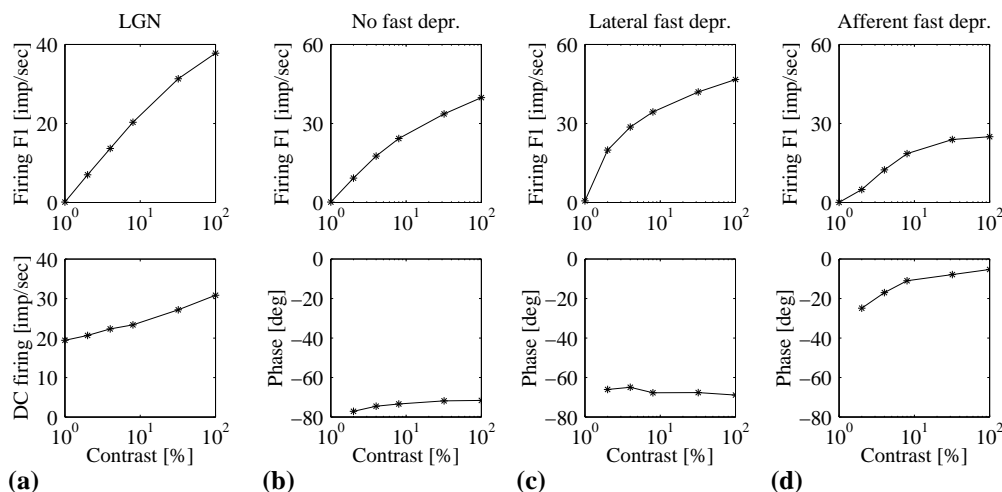 LGN
No fast depr.
Lateral fast depr.
Afferent fast depr.
Firing F1 [imp/sec]
40
20
0
10^0 10^1 10^2
Firing F1 [imp/sec]
60
30
0
10^0 10^1 10^2
Firing F1 [imp/sec]
60
30
0
10^0 10^1 10^2
Firing F1 [imp/sec]
60
30
0
10^0 10^1 10^2
DC firing [imp/sec]
40
30
20
10
0
10^0 10^1 10^2
Contrast [%]
Phase [deg]
0
−20
−40
−60
−80
10^0 10^1 10^2
Contrast [%]
Phase [deg]
0
−20
−40
−60
−80
10^0 10^1 10^2
Contrast [%]
Phase [deg]
0
−20
−40
−60
−80
10^0 10^1 10^2
Contrast [%]
(a)
(b)
(c)
(d)